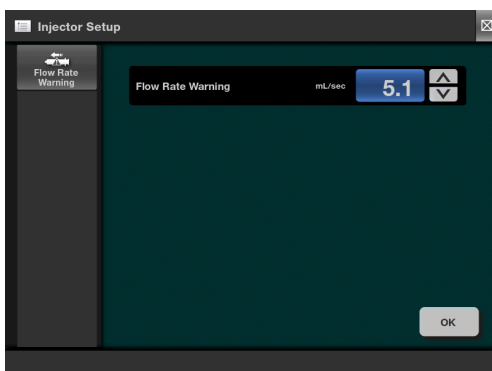 Injector Setup
Flow Rate
Warning
Flow Rate Warning mL/sec 5.1
OK